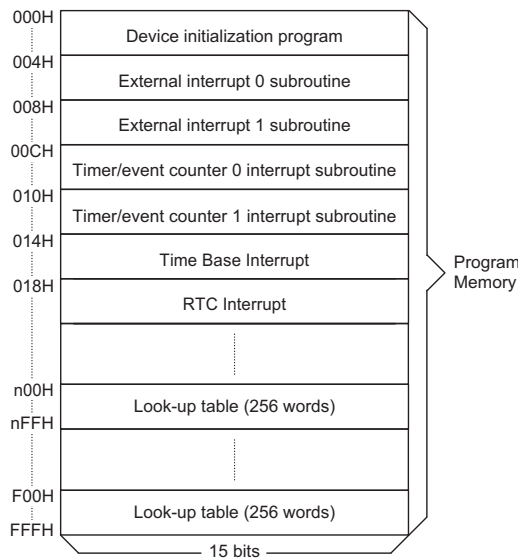 000H
Device initialization program
004H
External interrupt 0 subroutine
008H
External interrupt 1 subroutine
00CH
Timer/event counter 0 interrupt subroutine
010H
Timer/event counter 1 interrupt subroutine
014H
Time Base Interrupt
018H
RTC Interrupt
Program
Memory
n00H
Look-up table (256 words)
nFFH
F00H
Look-up table (256 words)
FFFH
15 bits